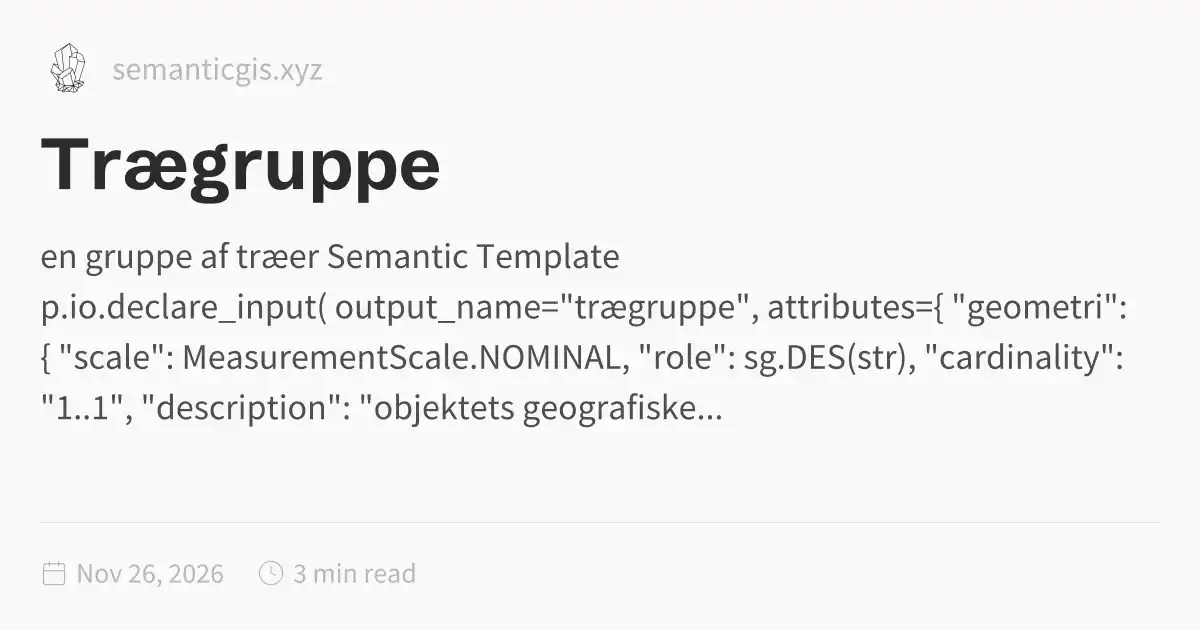 semanticgis.xyz
Trægruppe
en gruppe af træer Semantic Template
p.io.declare_input( output_name="trægruppe", attributes={ "geometri":
{ "scale": MeasurementScale.NOMINAL, "role": sg.DES(str), "cardinality":
"1..1", "description": "objektets geografiske...
Nov 26, 2026 3 min read